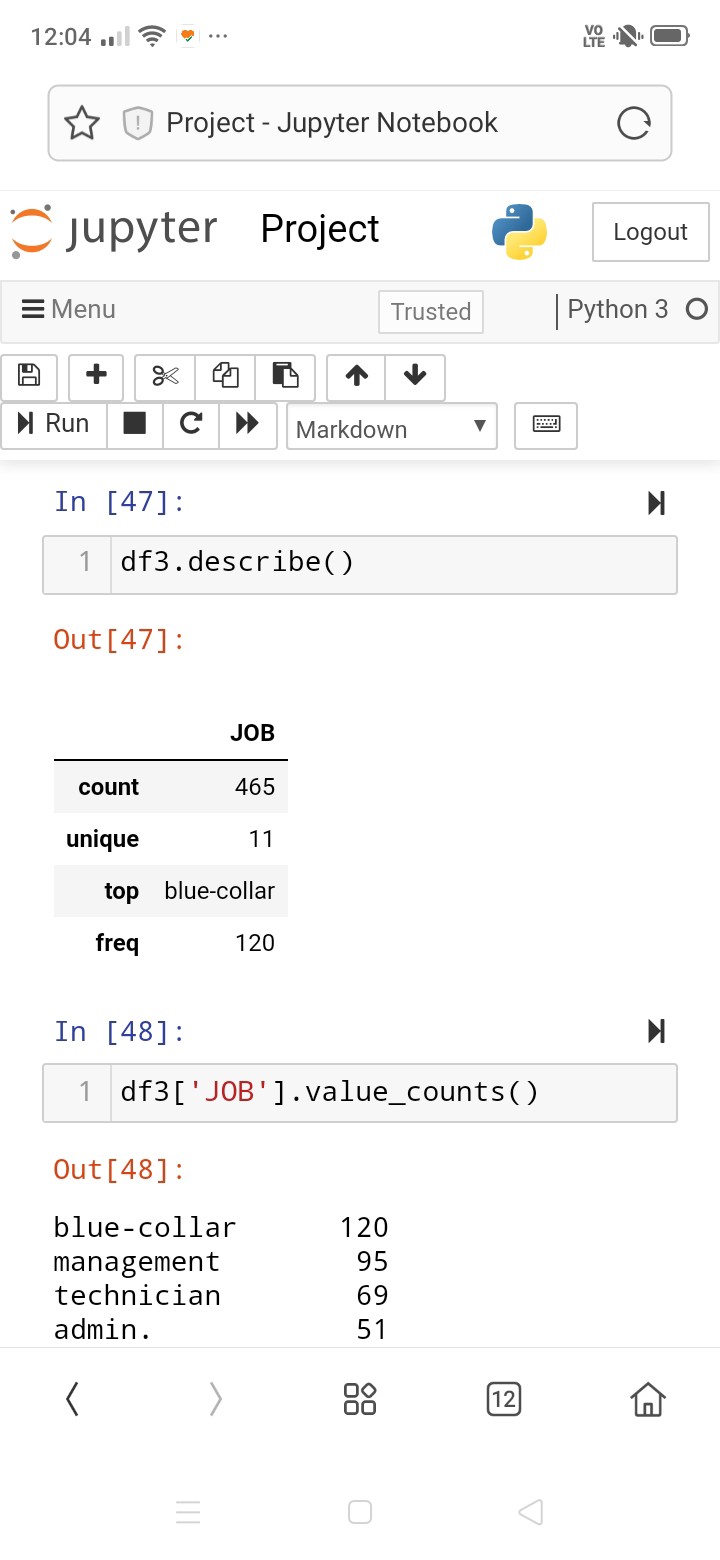 12:04 ... VO LTE
Project - Jupyter Notebook
jupyter Project Logout
Menu Trusted Python 3
Run Markdown
In [47]:
1 df3.describe()
Out[47]:
JOB
count 465
unique 11
top blue-collar
freq 120
In [48]:
1 df3['JOB'].value_counts()
Out[48]:
blue-collar 120
management 95
technician 69
admin. 51
12